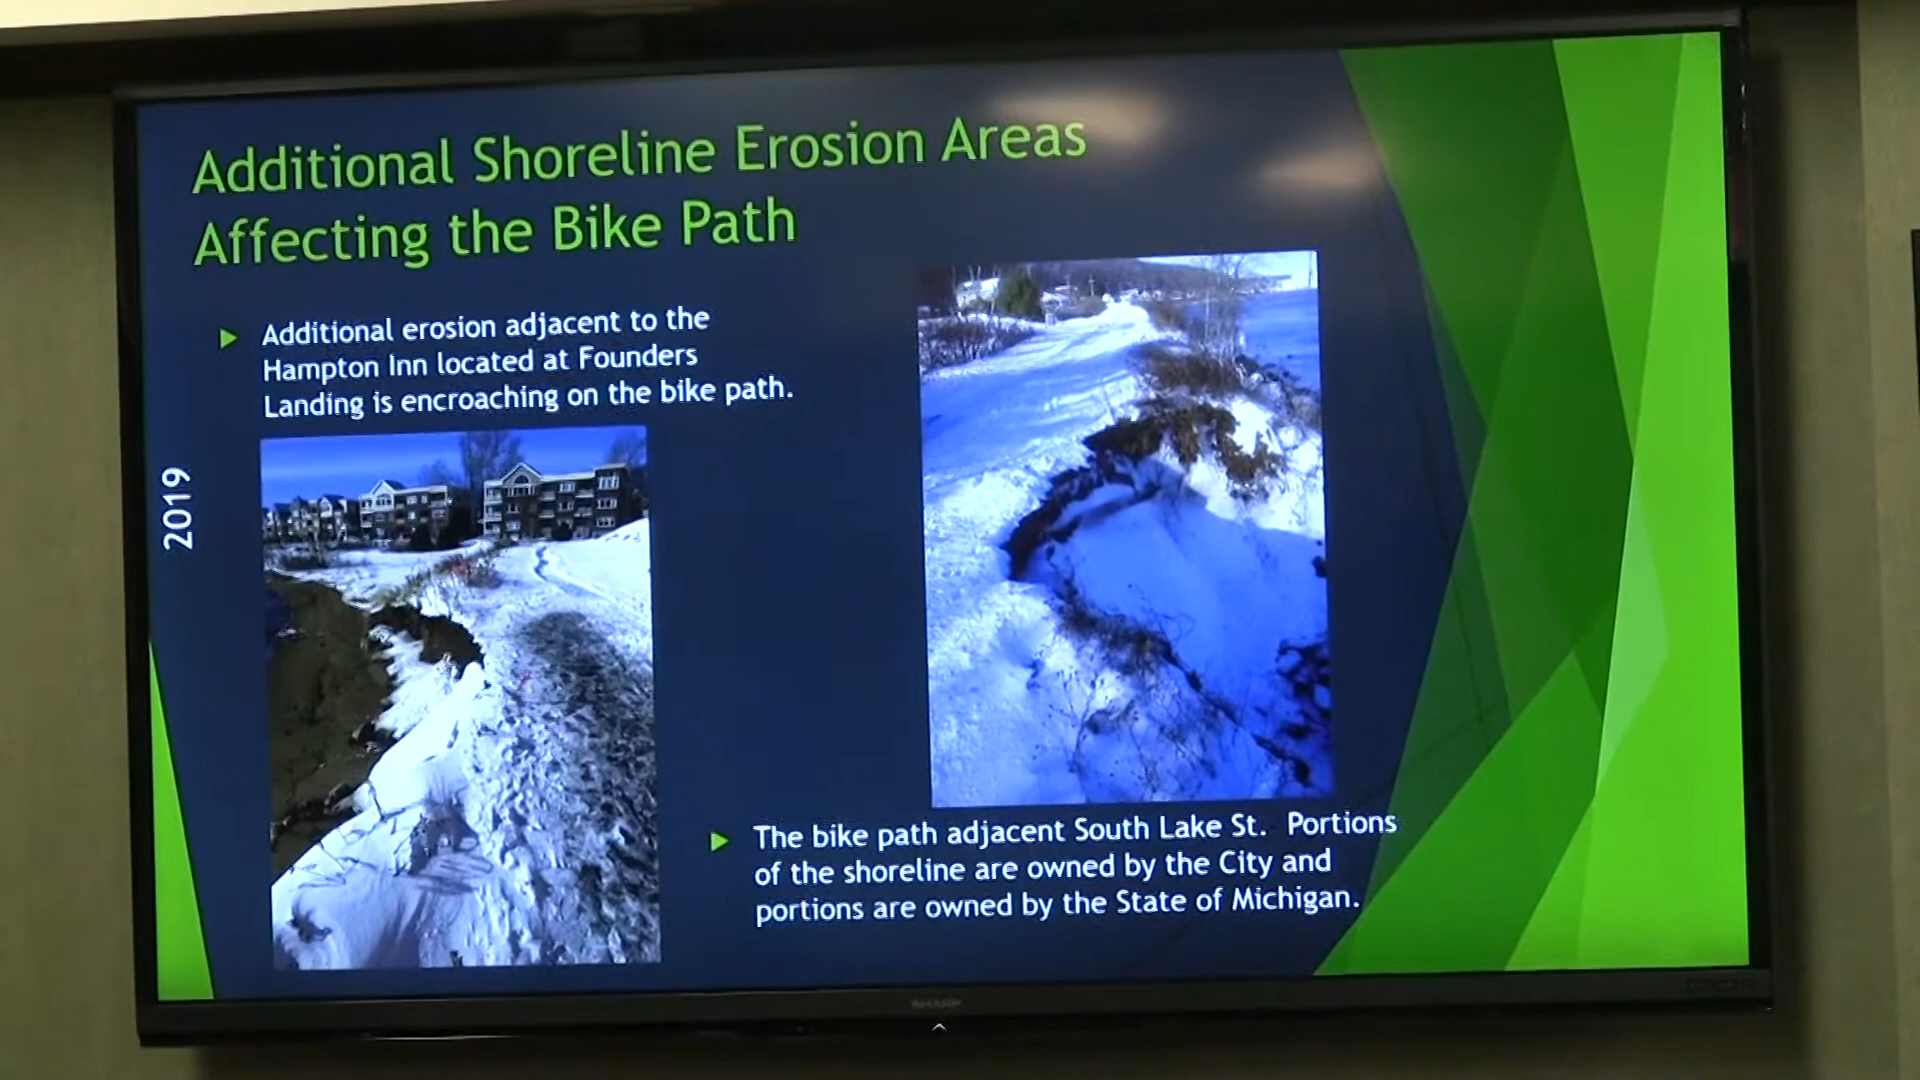 Additional Shoreline Erosion Areas
Affecting the Bike Path
Additional erosion adjacent to the
Hampton Inn located at Founders
Landing is encroaching on the bike path.
2019
The bike path adjacent South Lake St. Portions
of the shoreline are owned by the City and
portions are owned by the State of Michigan.
SHARP